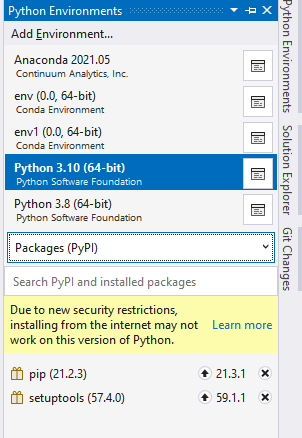 Python Environments
Add Environment...
Anaconda 2021.05
Continuum Analytics, Inc.
env (0.0, 64-bit)
Conda Environment
env1 (0.0, 64-bit)
Conda Environment
Python 3.10 (64-bit)
Python Software Foundation
Python 3.8 (64-bit)
Python Software Foundation
Packages (PyPI)
Search PyPI and installed packages
Due to new security restrictions,
installing from the internet may not
work on this version of Python.
Learn more
pip (21.2.3) 21.3.1
setuptools (57.4.0) 59.1.1
Python Environments
Solution Explorer
Git Changes